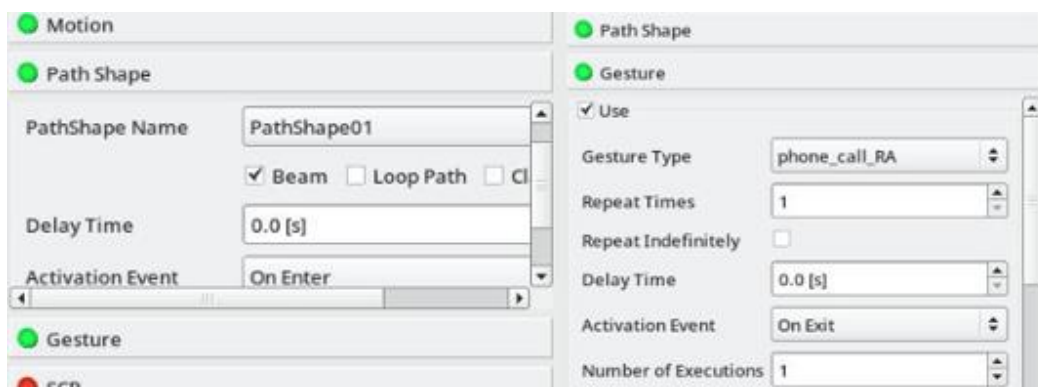 Motion
Path Shape
PathShape Name PathShape01
Beam Loop Path Cl
Delay Time 0.0 [s]
Activation Event On Enter
Gesture
SCP
Path Shape
Gesture
Use
Gesture Type phone_call_RA
Repeat Times 1
Repeat Indefinitely
Delay Time 0.0 [s]
Activation Event On Exit
Number of Executions 1